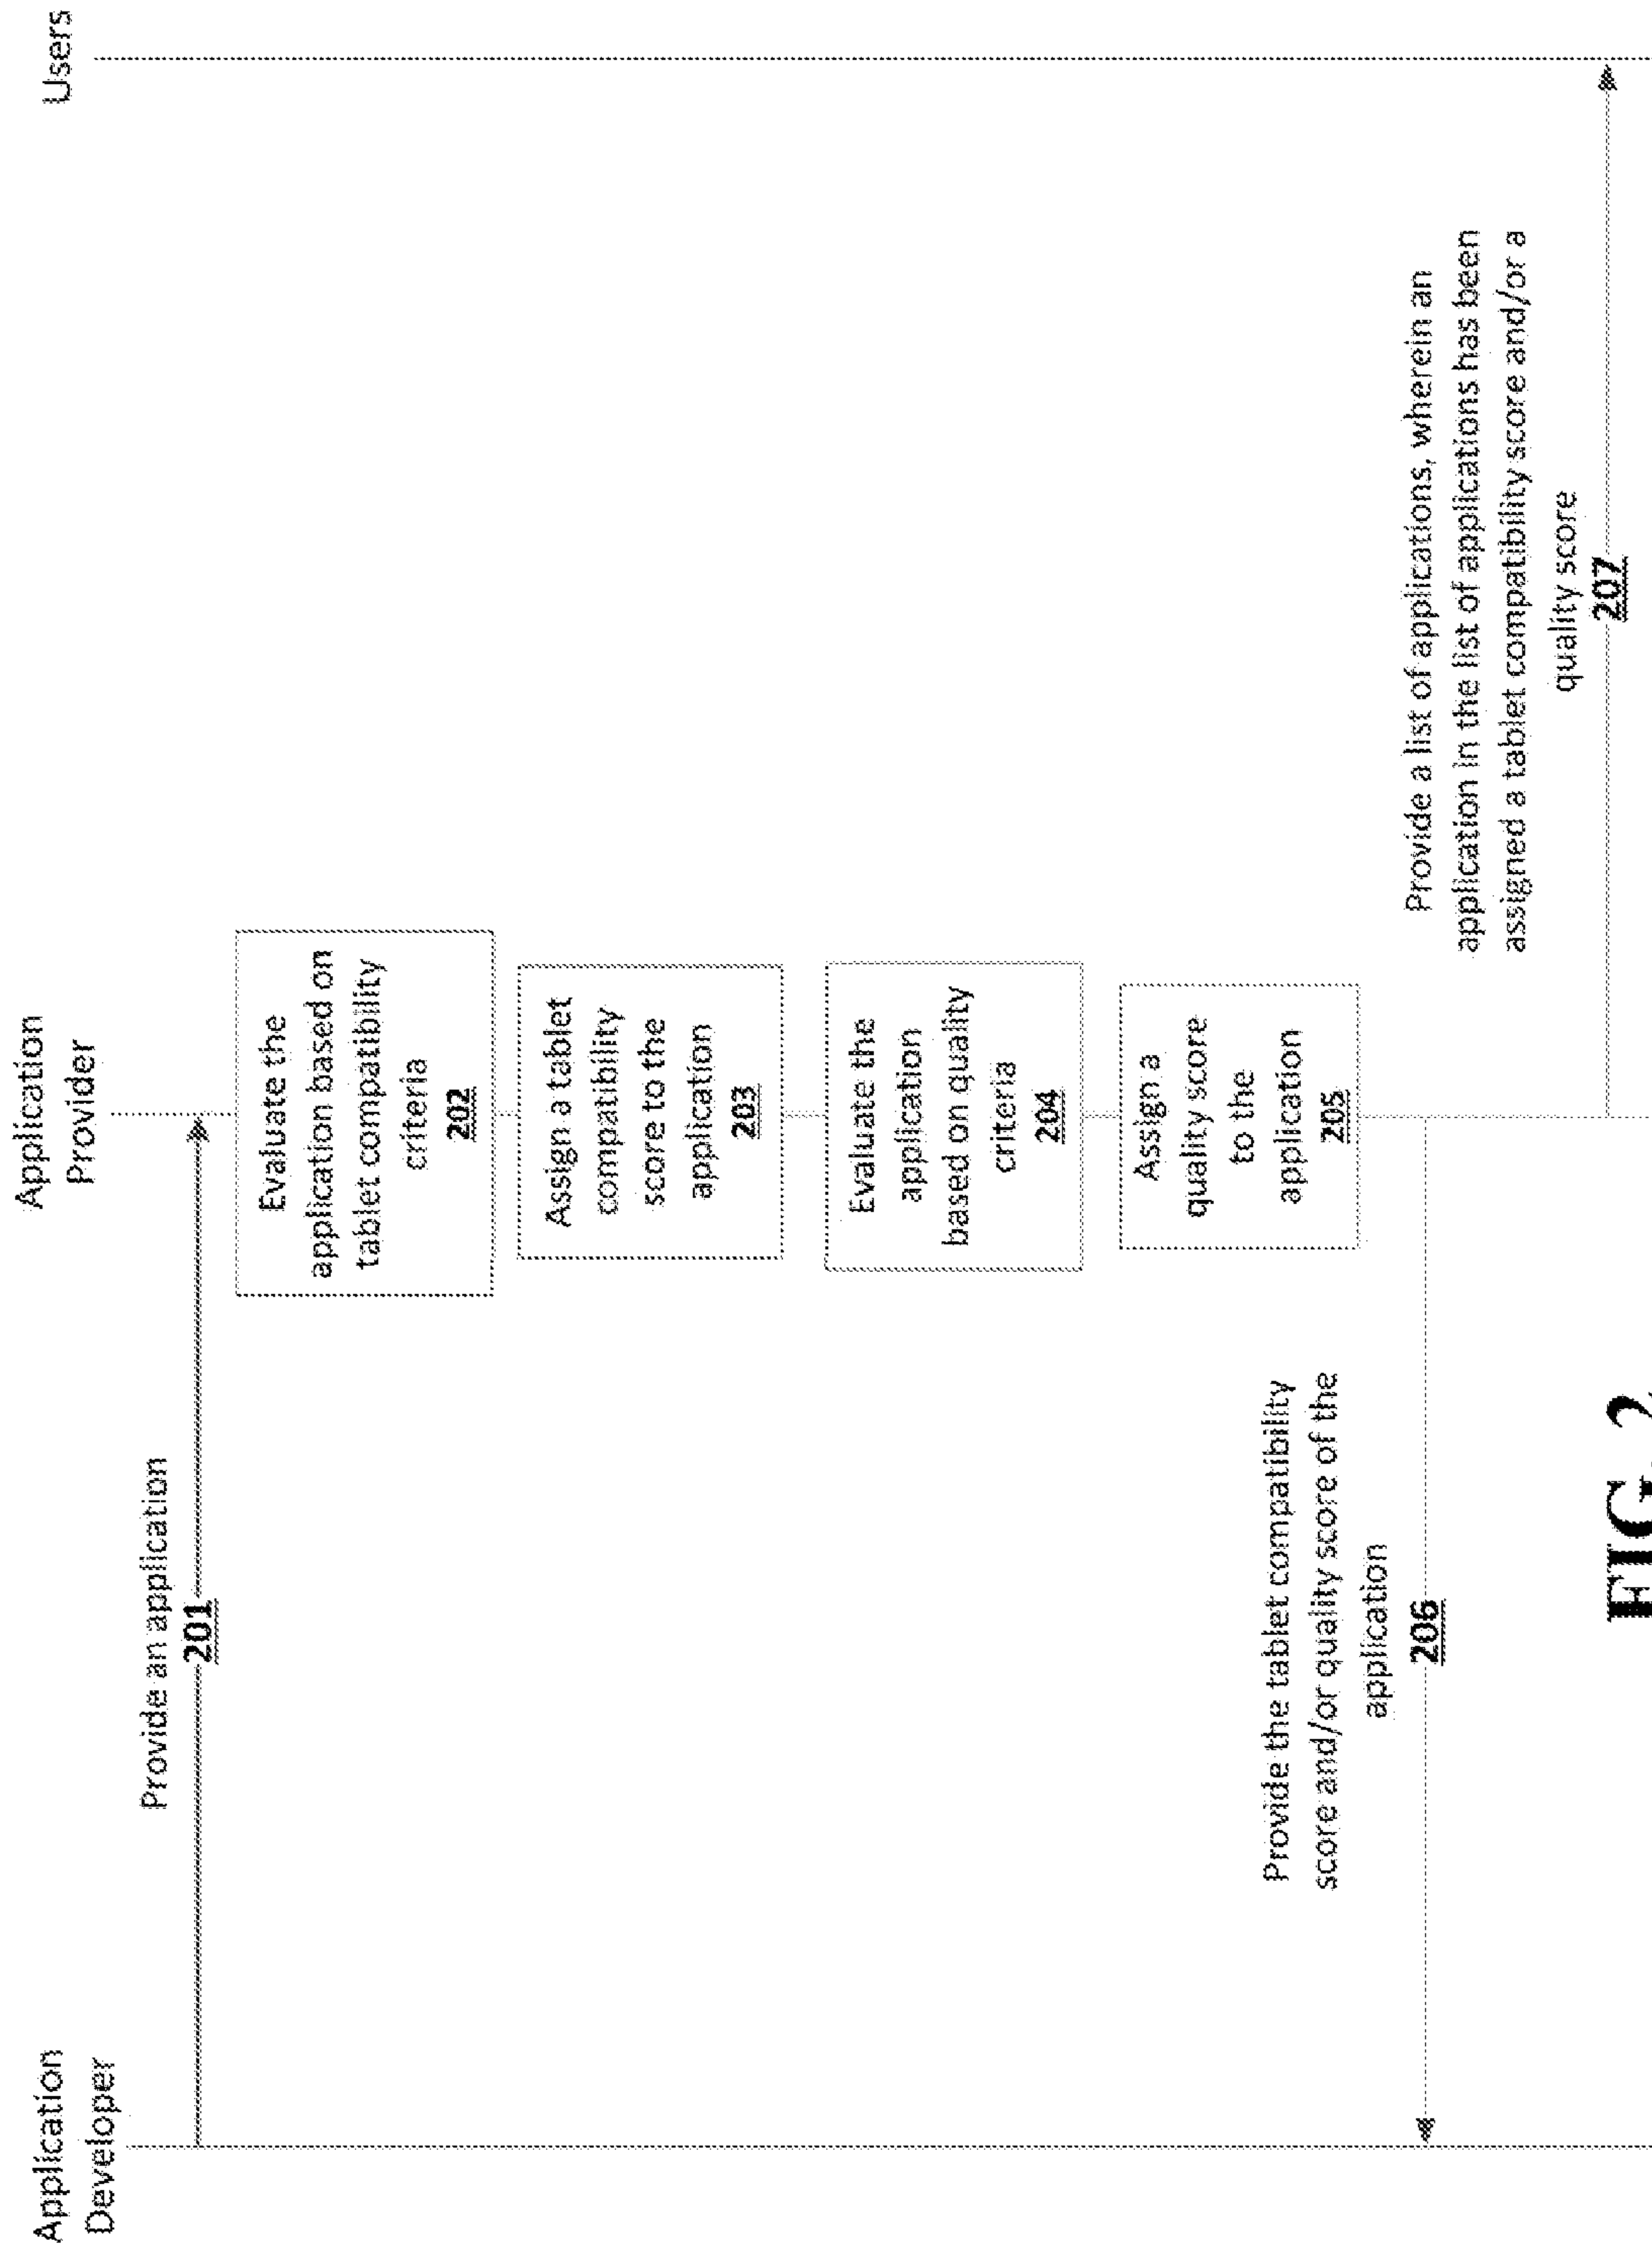 Application
Developer
Application
Provider
Users
Provide an application
201
Evaluate the
application based on
tablet compatibility
criteria
202
Assign a tablet
compatibility
score to the
application
203
Evaluate the
application
based on quality
criteria
204
Assign a
quality score
to the
application
205
Provide the tablet compatibility
score and/or quality score of the
application
206
Provide a list of applications, wherein an
application in the list of applications has been
assigned a tablet compatibility score and/or a
quality score
207
FIG. 2